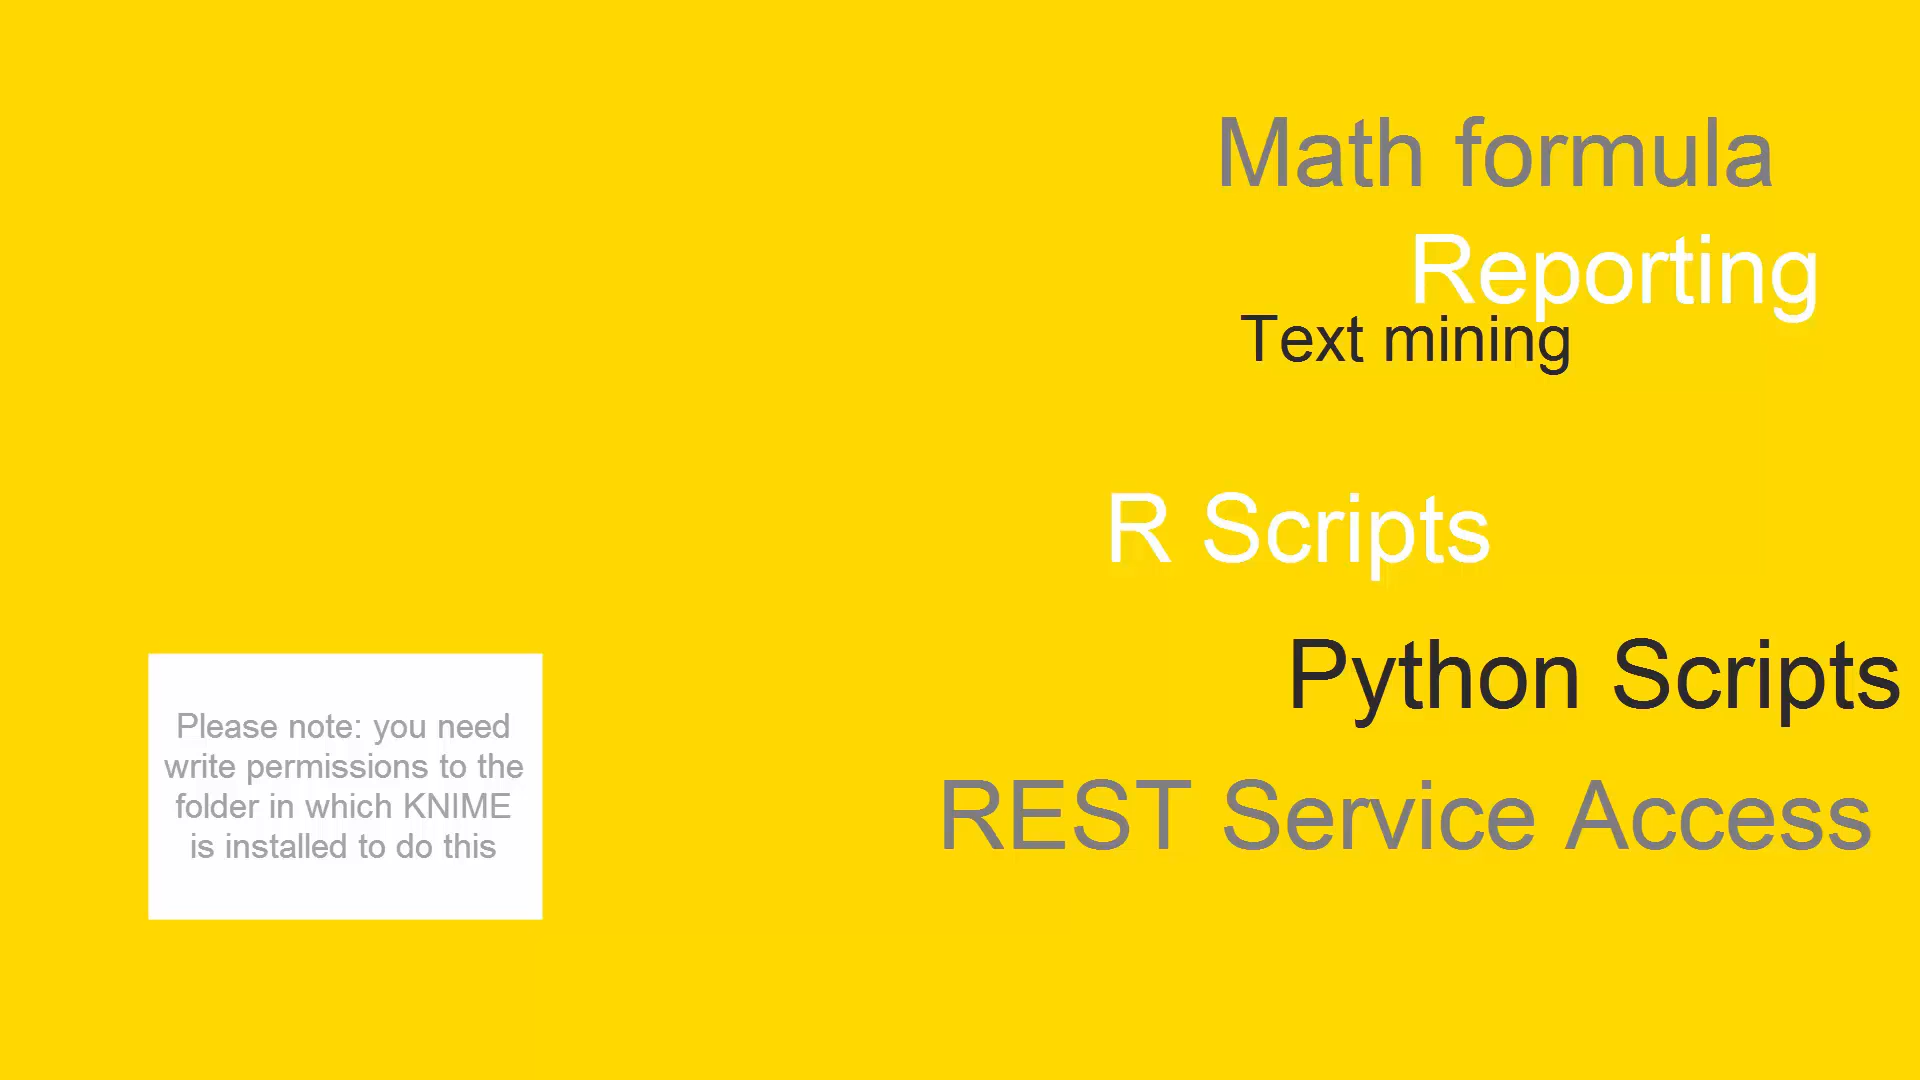 Math formula
Reporting
Text mining
R Scripts
Python Scripts
REST Service Access
Please note: you need
write permissions to the
folder in which KNIME
is installed to do this